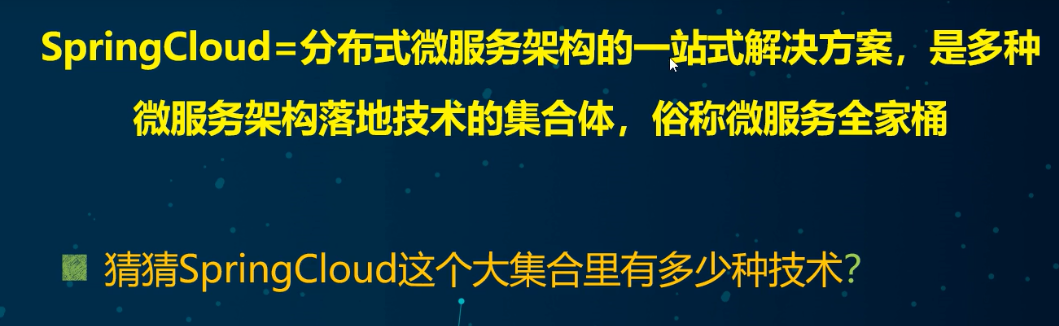 SpringCloud=分布式微服务架构的一站式解决方案，是多种
微服务架构落地技术的集合体，俗称微服务全家桶
猜猜SpringCloud这个大集合里有多少种技术？